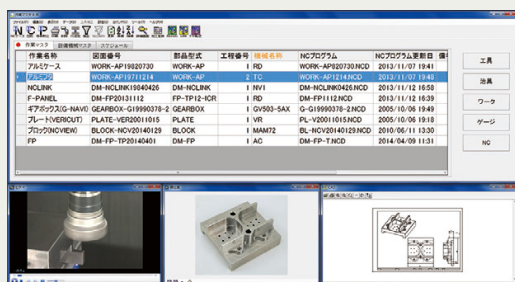 作業マスタ 設備機械マスタ スケジュール
作業名称 図面番号 部品型式 工程番号 機械名称 NCプログラム NCプログラム更新日 備
アルミケース WORK-AP19820730 WORK-AP 1 RD WORK-AP820730.NCD 2013/11/07 19:41
アルミフタ WORK-AP19711214 WORK-AP 2 TC WORK-AP1214.NCD 2013/11/07 19:48
NCLINK DM-NCLINK19840426 DM-NCLINK 1 NV1 DM-NCLINK0426.NCD 2013/11/12 16:58
F-PANEL DM-FP20131112 FP-TP12-ICR 1 RD DM-FP1112.NCD 2013/11/12 16:39
ギアボックス(G-NAVI) GEARBOX-G19990378-2 GEARBOX 1 GV503-5AX G-G19990378-2.NCD 2005/10/06 19:49
プレート(VERICUT) PLATE-VER20011015 PLATE 1 VR PL-V20011015.NCD 2005/10/06 19:18
ブロック(NCVIEW) BLOCK-NCV20140129 BLOCK 1 MAM72 BL-NCV20140129.NCD 2010/06/11 13:30
FP DM-FP-TP20140401 DM-FP 1 AC DM-FP-T.NCD 2014/04/09 11:31
工具
治具
ワーク
ゲージ
NC